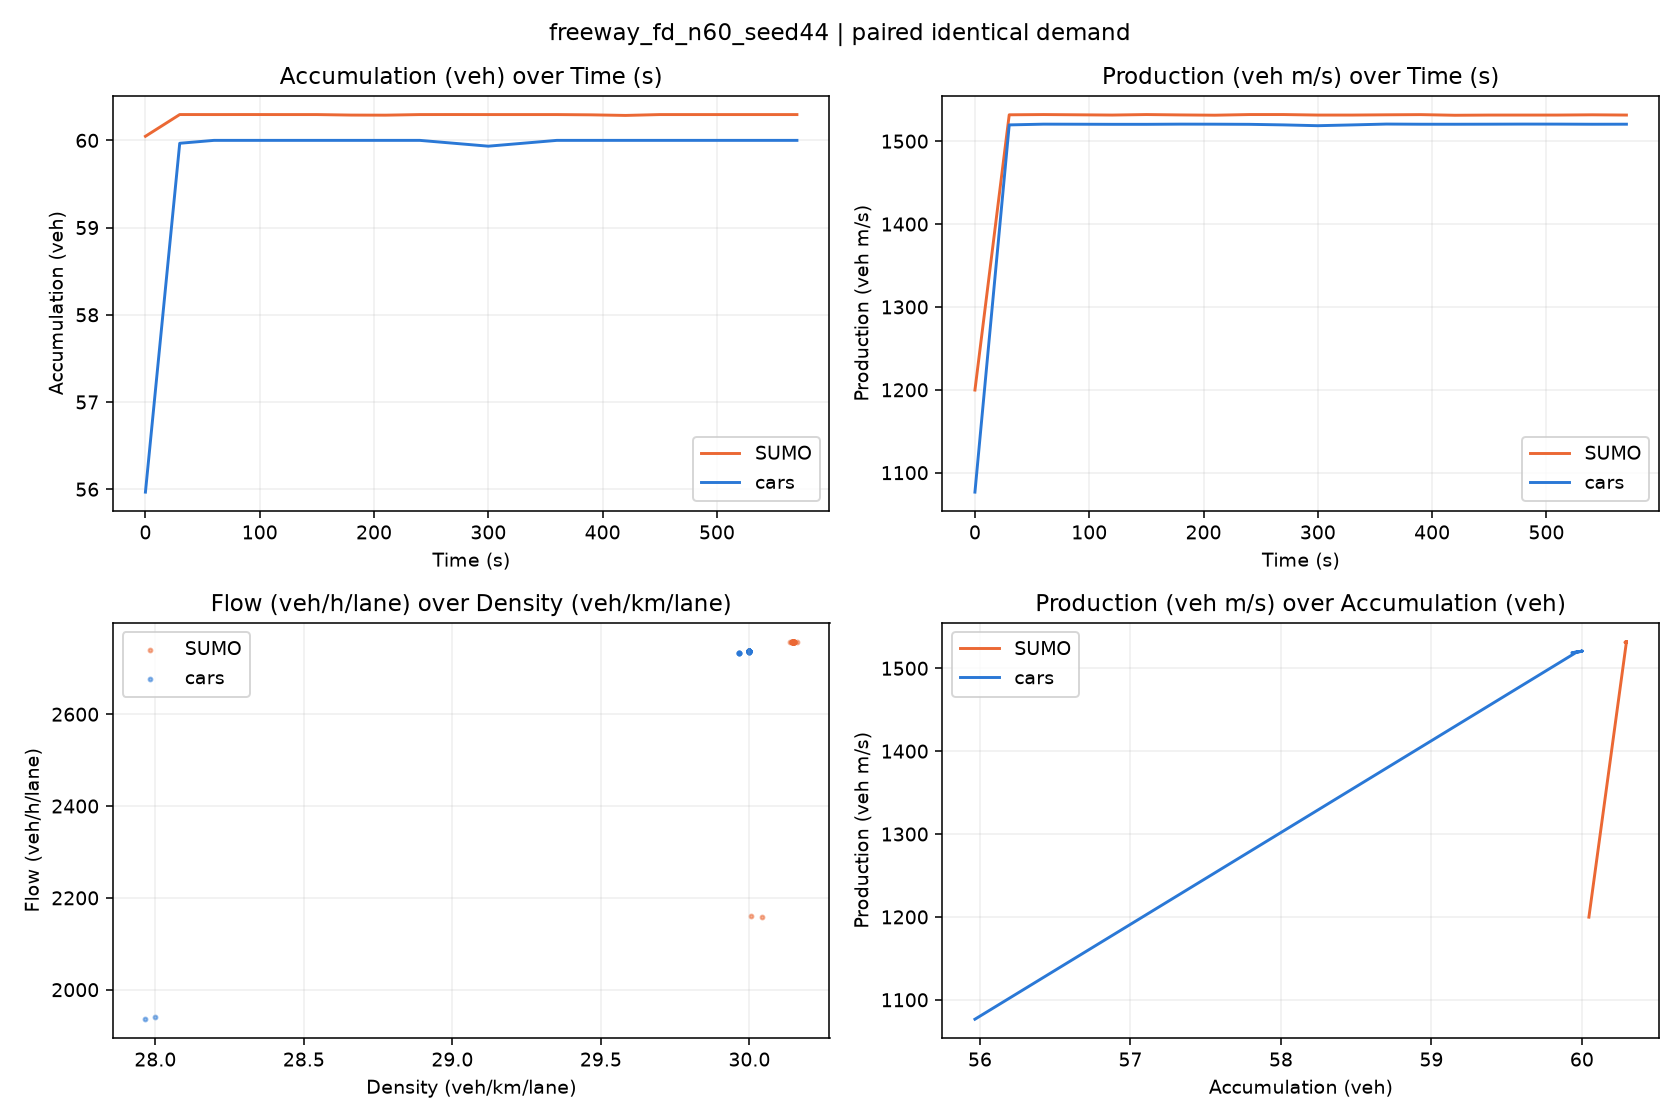 freeway_fd_n60_seed44 | paired identical demand
Accumulation (veh) over Time (s)
Accumulation (veh)
60
59
58
57
56
0 100 200 300 400 500
Time (s)
SUMO
cars
Production (veh m/s) over Time (s)
Production (veh m/s)
1500
1400
1300
1200
1100
0 100 200 300 400 500
Time (s)
SUMO
cars
Flow (veh/h/lane) over Density (veh/km/lane)
Flow (veh/h/lane)
SUMO
cars
2600
2400
2200
2000
28.0 28.5 29.0 29.5 30.0
Density (veh/km/lane)
Production (veh m/s) over Accumulation (veh)
Production (veh m/s)
SUMO
cars
1500
1400
1300
1200
1100
56 57 58 59 60
Accumulation (veh)